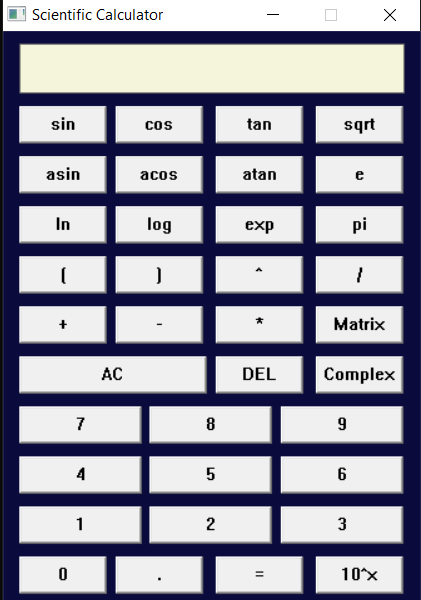 Scientific Calculator
sin cos tan sqrt
asin acos atan e
ln log exp pi
( ) ^ /
+ - * Matrix
AC DEL Complex
7 8 9
4 5 6
1 2 3
0 . = 10^x